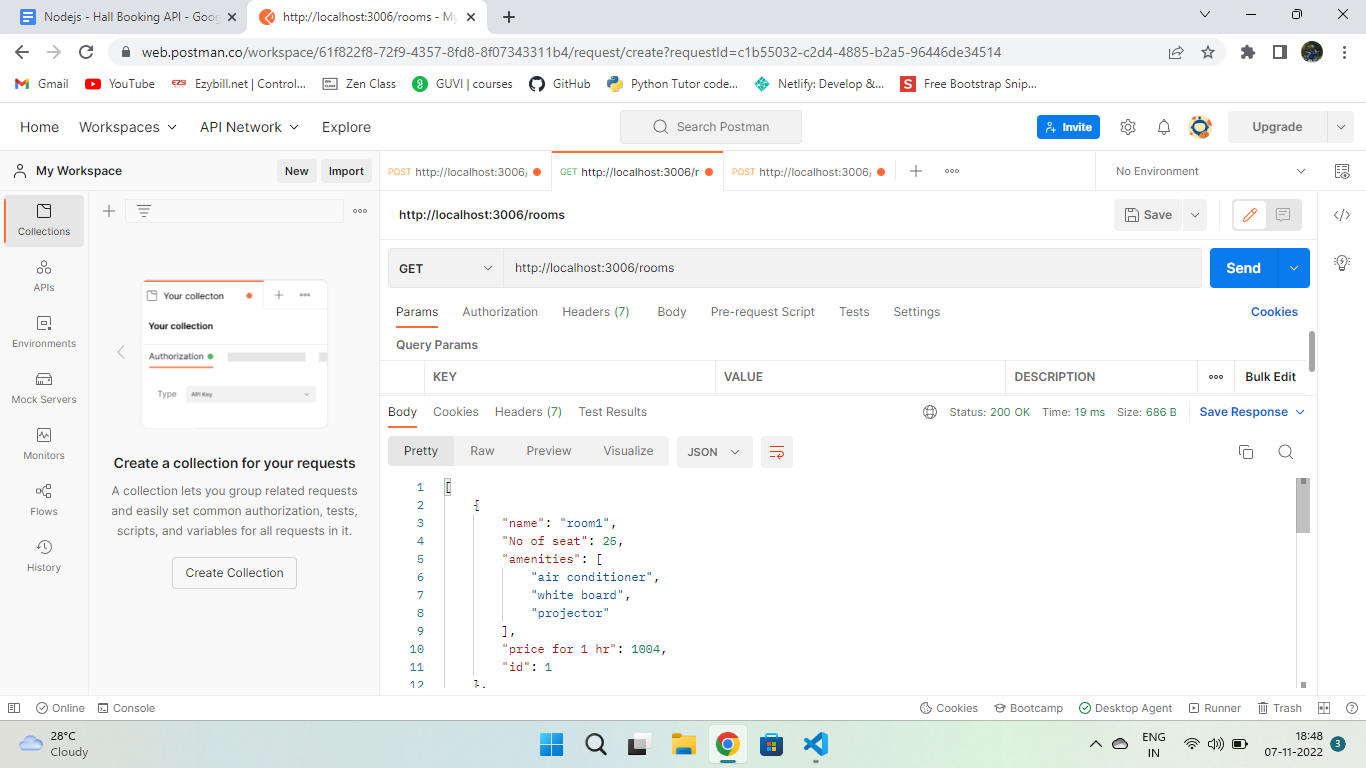 Nodejs - Hall Booking API - Goog
http://localhost:3006/rooms - My
web.postman.co/workspace/61f822f8-72f9-4357-8fd8-8f07343311b4/request/create?requestId=c1b55032-c2d4-4885-b2a5-96446de34514
Gmail YouTube Ezybill.net | Control... Zen Class GUVI | courses GitHub Python Tutor code... Netlify: Develop &... Free Bootstrap Snip...
Home Workspaces API Network Explore Search Postman Invite Upgrade
My Workspace New Import POST http://localhost:3006/ GET http://localhost:3006/r POST http://localhost:3006/ No Environment
Collections
APIs
Environments
Mock Servers
Monitors
Flows
History
Your collecton
Your collection
Authorization
Type API Key
Create a collection for your requests
A collection lets you group related requests
and easily set common authorization, tests,
scripts, and variables for all requests in it.
Create Collection
http://localhost:3006/rooms Save
GET http://localhost:3006/rooms Send
Params Authorization Headers (7) Body Pre-request Script Tests Settings Cookies
Query Params
KEY VALUE DESCRIPTION Bulk Edit
Body Cookies Headers (7) Test Results Status: 200 OK Time: 19 ms Size: 686 B Save Response
Pretty Raw Preview Visualize JSON
1 [
2 {
3 "name": "room1",
4 "No of seat": 25,
5 "amenities": [
6 "air conditioner",
7 "white board",
8 "projector"
9 ],
10 "price for 1 hr": 1004,
11 "id": 1
12 },
Online Console Cookies Bootcamp Desktop Agent Runner Trash
28°C
Cloudy
ENG
IN
18:48
07-11-2022
3